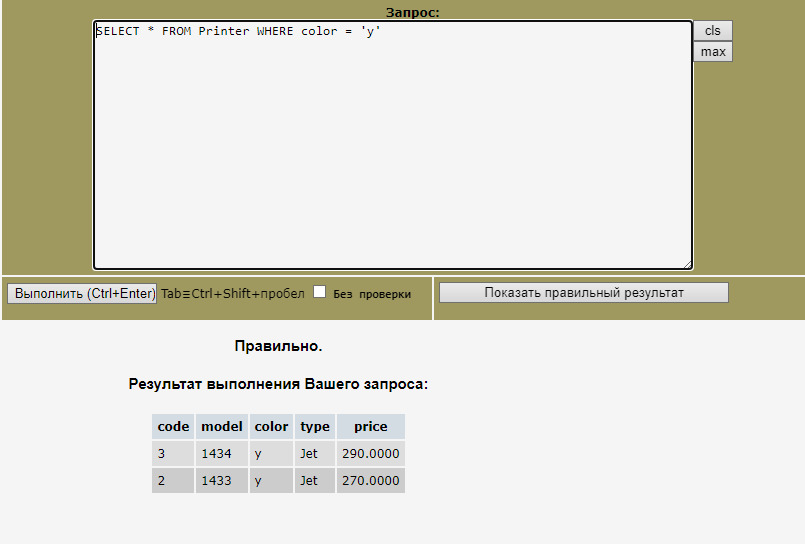 Запрос:
SELECT * FROM Printer WHERE color = 'y'
cls
max
Выполнить (Ctrl+Enter) Tab≡Ctrl+Shift+пробел Без проверки
Показать правильный результат
Правильно.
Результат выполнения Вашего запроса:
code model color type price
3 1434 y Jet 290.0000
2 1433 y Jet 270.0000